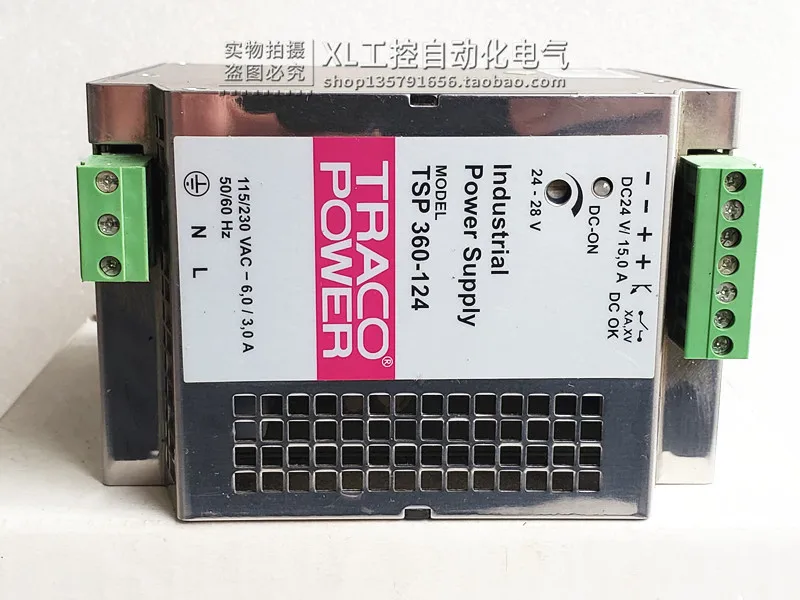 实物拍摄
盗图必究
XL工控自动化电气
shop135791656.taobao.com
TRACO
POWER®
Industrial
Power Supply
MODEL
TSP 360-124
24 - 28 V
DC-ON
DC24 V/ 15,0 A
- - + +
XA,XV
DC OK
N
L
115/230 VAC – 6,0 / 3,0 A
50/60 Hz